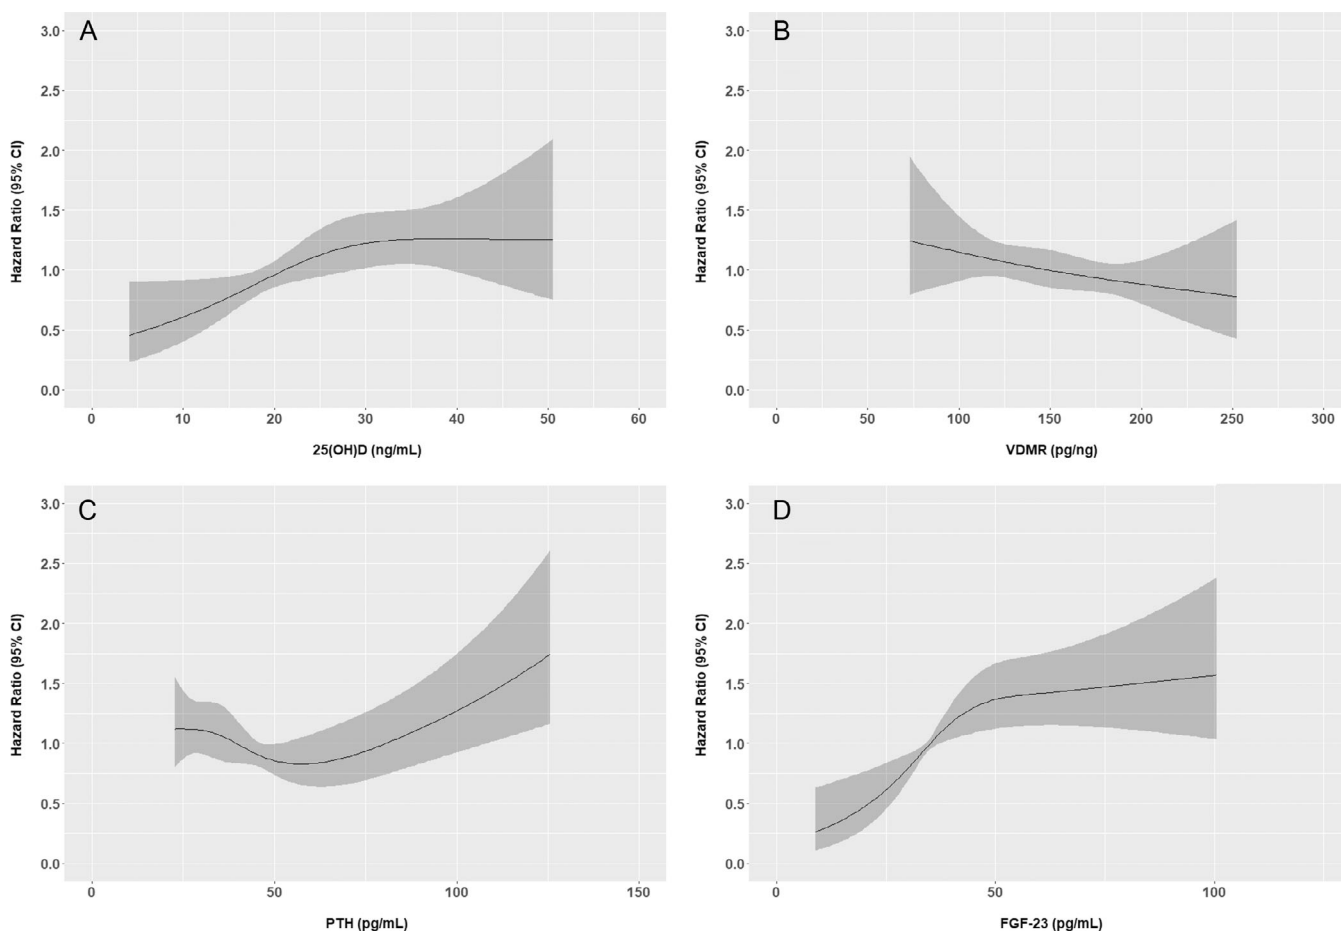 A
3.0
2.5
2.0
1.5
1.0
0.5
0.0
Hazard Ratio (95% CI)
0 10 20 30 40 50 60
25(OH)D (ng/mL)
B
3.0
2.5
2.0
1.5
1.0
0.5
0.0
Hazard Ratio (95% CI)
0 50 100 150 200 250 300
VDMR (pg/ng)
C
3.0
2.5
2.0
1.5
1.0
0.5
0.0
Hazard Ratio (95% CI)
0 50 100 150
PTH (pg/mL)
D
3.0
2.5
2.0
1.5
1.0
0.5
0.0
Hazard Ratio (95% CI)
0 50 100
FGF-23 (pg/mL)